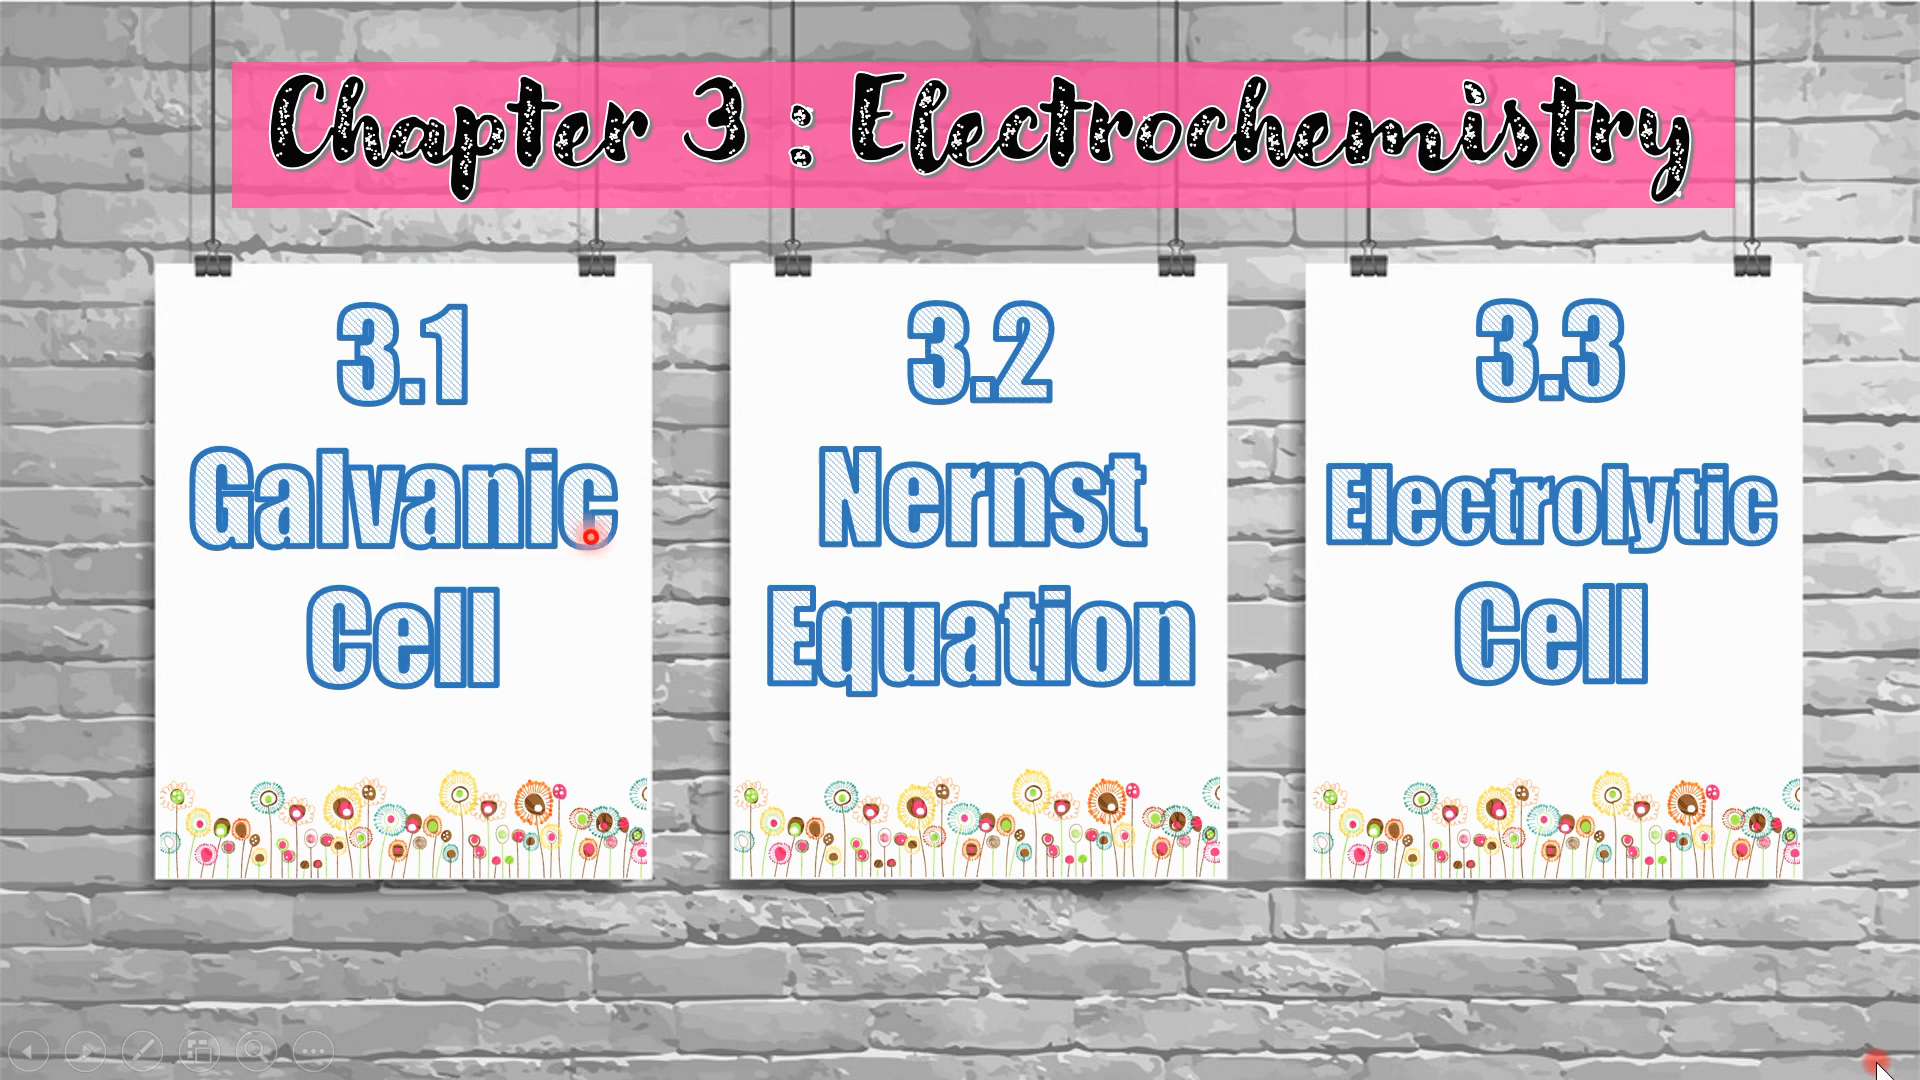 Chapter 3 : Electrochemistry
3.1
Galvanic
Cell
3.2
Nernst
Equation
3.3
Electrolytic
Cell